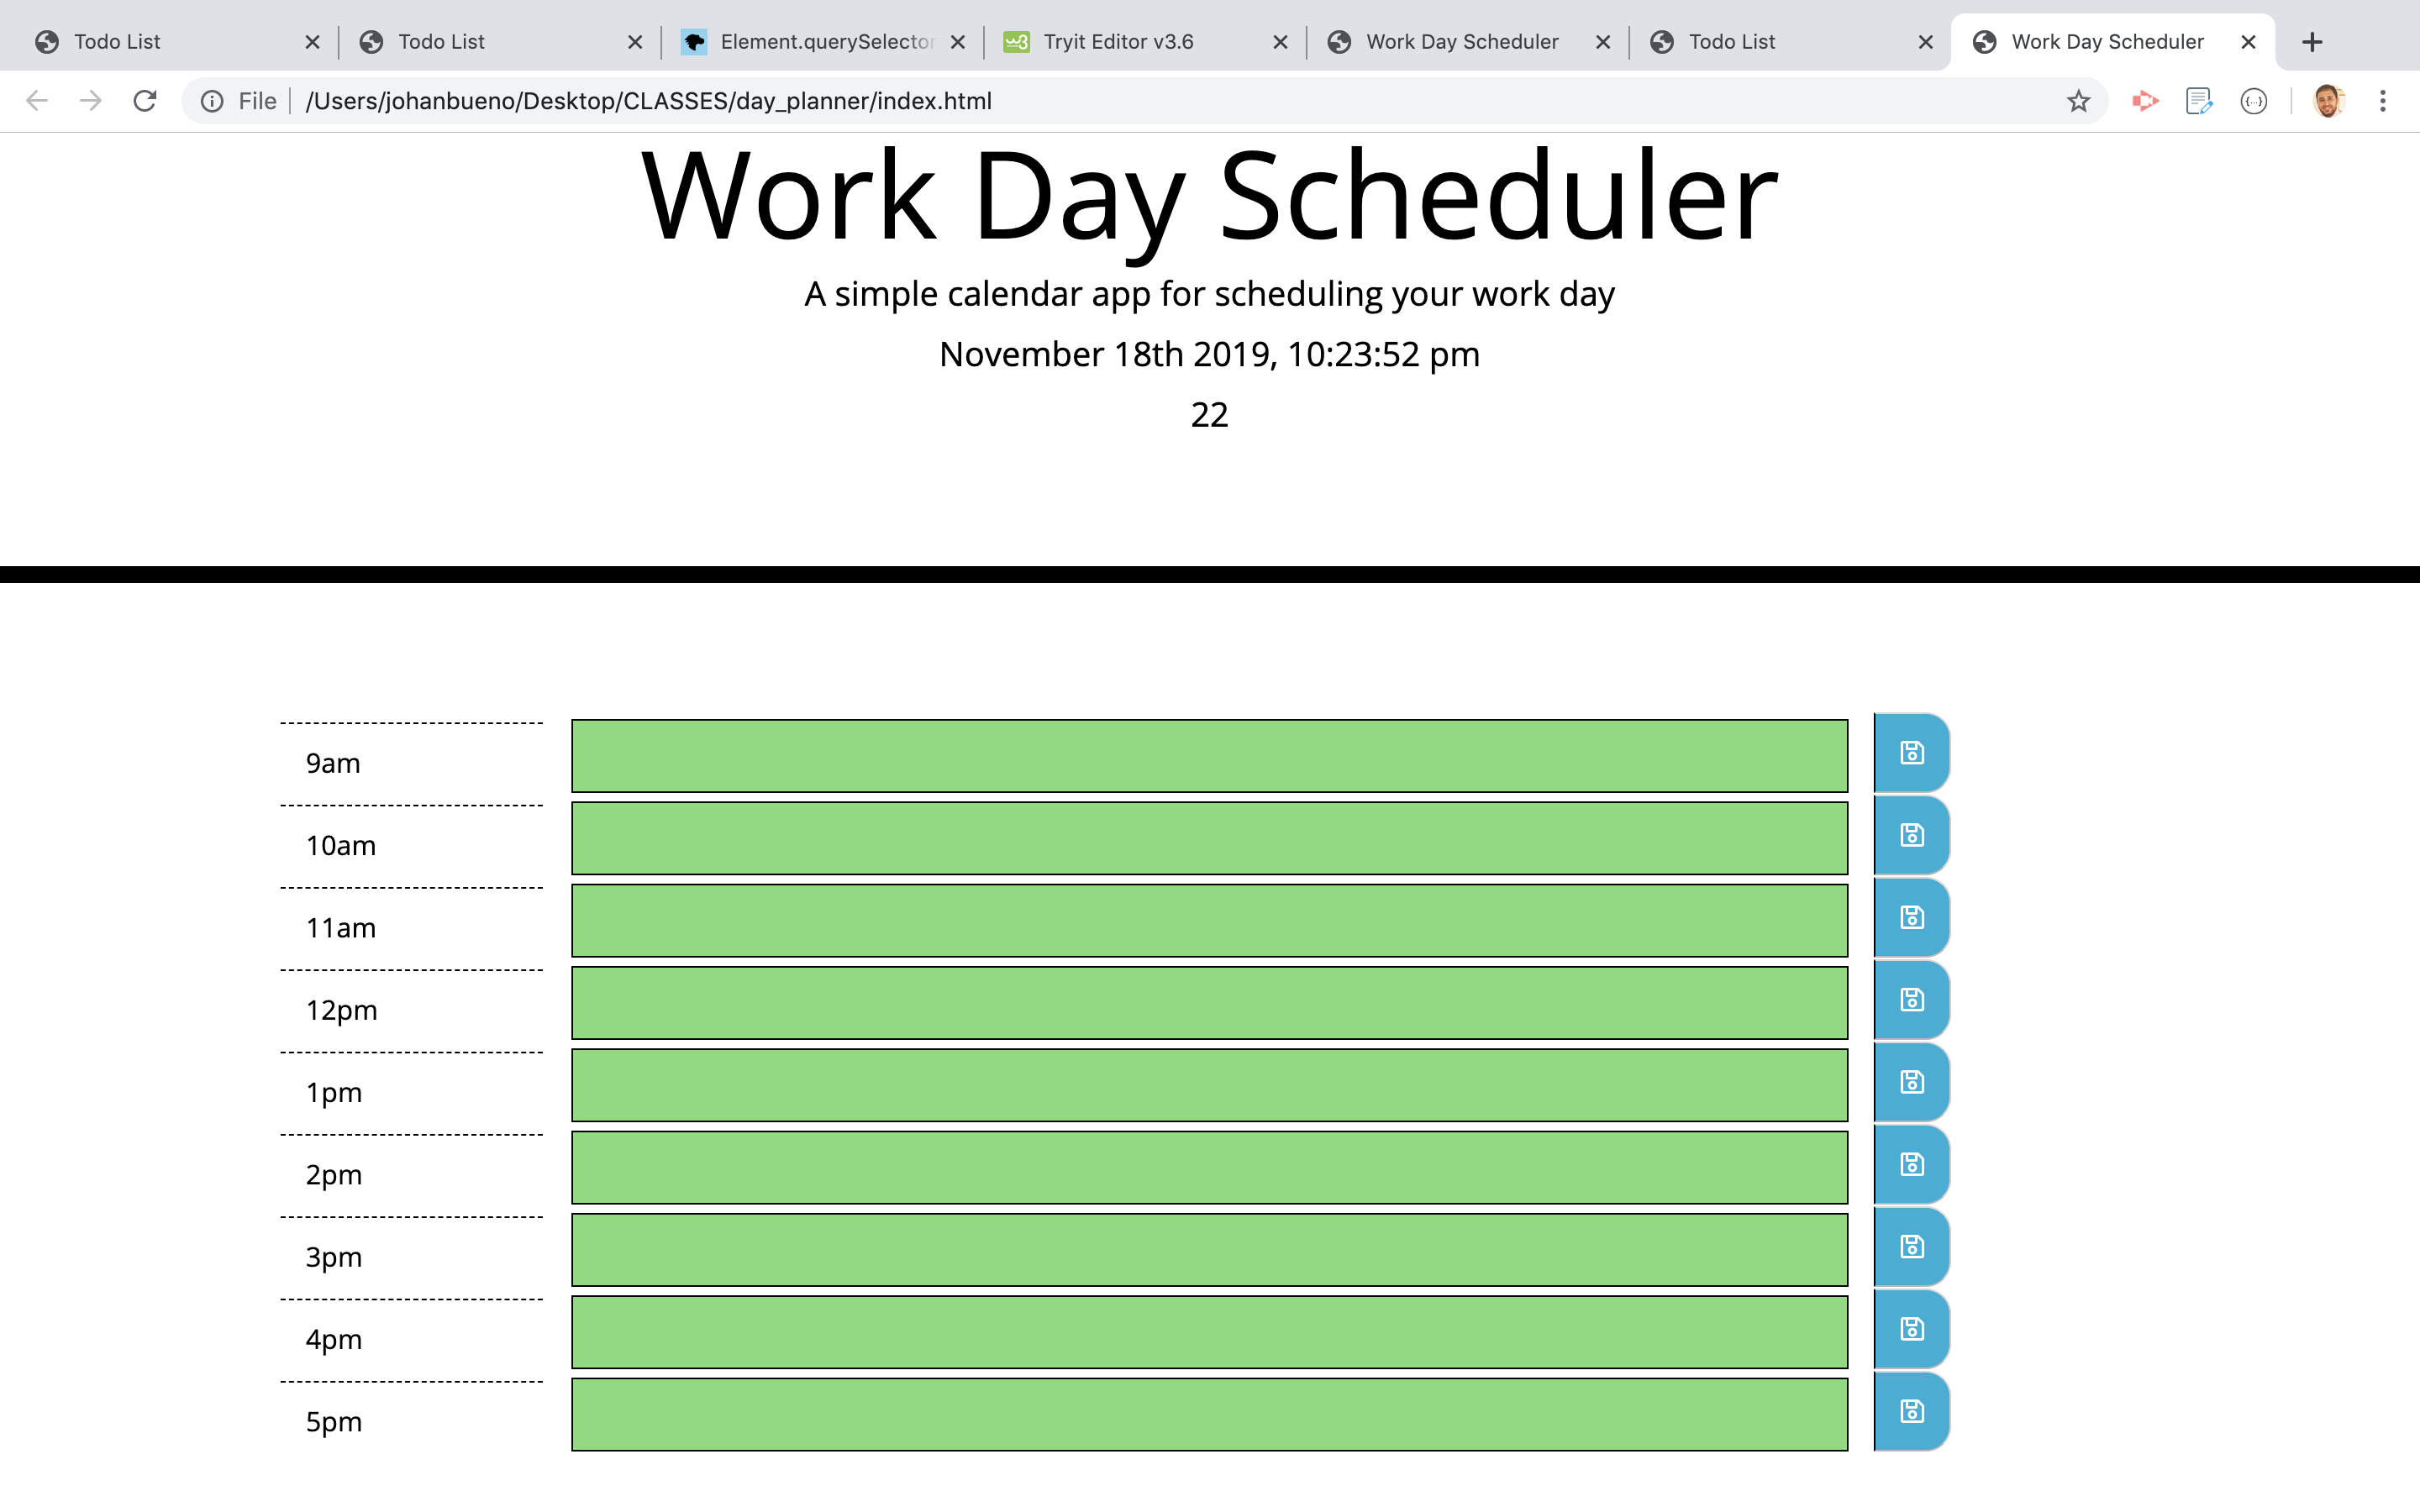 Todo List
Todo List
Element.querySelector
Tryit Editor v3.6
Work Day Scheduler
Todo List
Work Day Scheduler
File /Users/johanbueno/Desktop/CLASSES/day_planner/index.html
Work Day Scheduler
A simple calendar app for scheduling your work day
November 18th 2019, 10:23:52 pm
22
9am
10am
11am
12pm
1pm
2pm
3pm
4pm
5pm